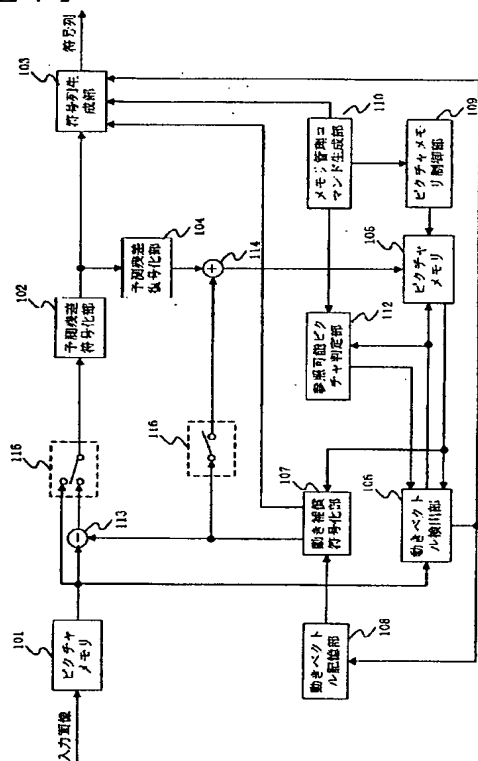 入力画像
101
ピクチャ
メモリ
113
116
102
予測残差
符号化部
103
符号列生
成部
符号列
104
予測残差
復号化部
114
116
110
メモリ管理コ
マンド生成部
109
ピクチャメモ
リ制御部
105
ピクチャ
メモリ
112
参照可能ピク
チャ判定部
107
動き補償
符号化部
106
動きベクト
ル検出部
108
動きベクト
ル記憶部